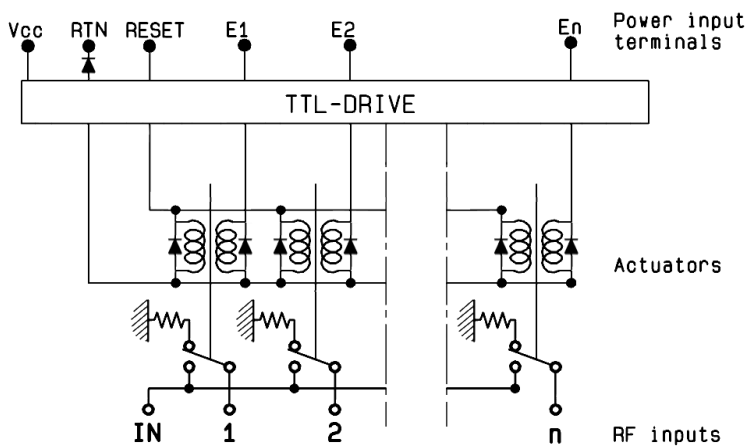 Vcc RTN RESET E1 E2 En
Power input
terminals
TTL-DRIVE
Actuators
IN 1 2 n
RF inputs